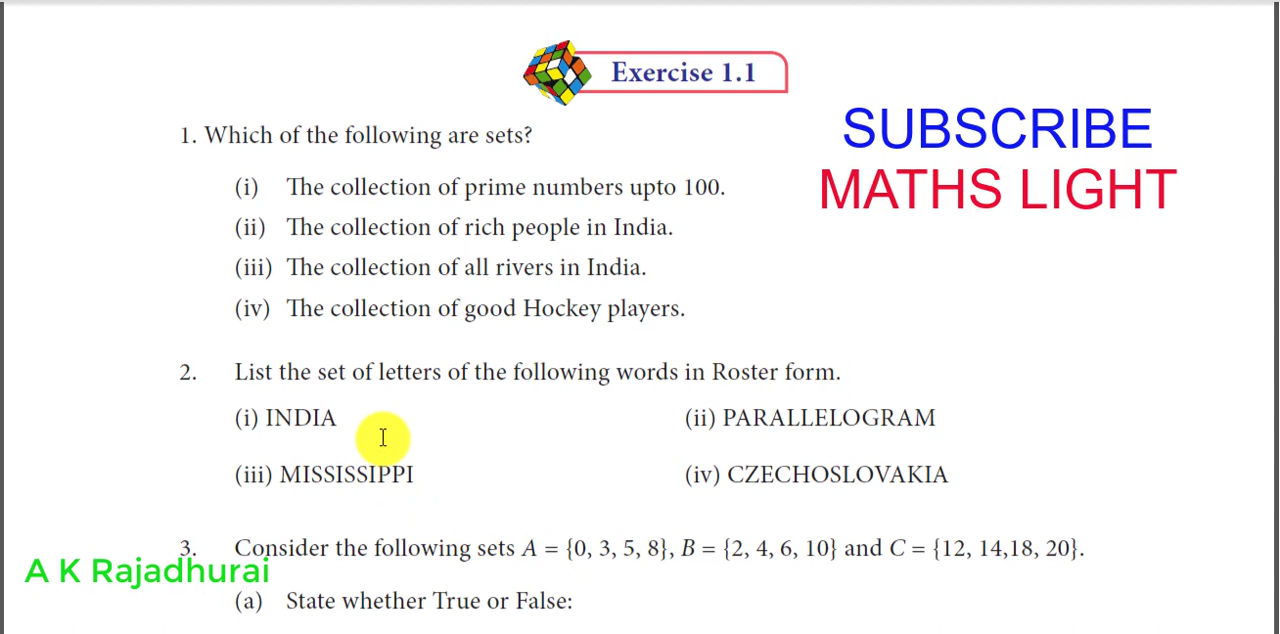 Exercise 1.1
SUBSCRIBE
MATHS LIGHT
1. Which of the following are sets?
(i) The collection of prime numbers upto 100.
(ii) The collection of rich people in India.
(iii) The collection of all rivers in India.
(iv) The collection of good Hockey players.
2. List the set of letters of the following words in Roster form.
(i) INDIA (ii) PARALLELOGRAM
(iii) MISSISSIPPI (iv) CZECHOSLOVAKIA
3. Consider the following sets A = {0, 3, 5, 8}, B = {2, 4, 6, 10} and C = {12, 14,18, 20}.
A K Rajadhurai
(a) State whether True or False: